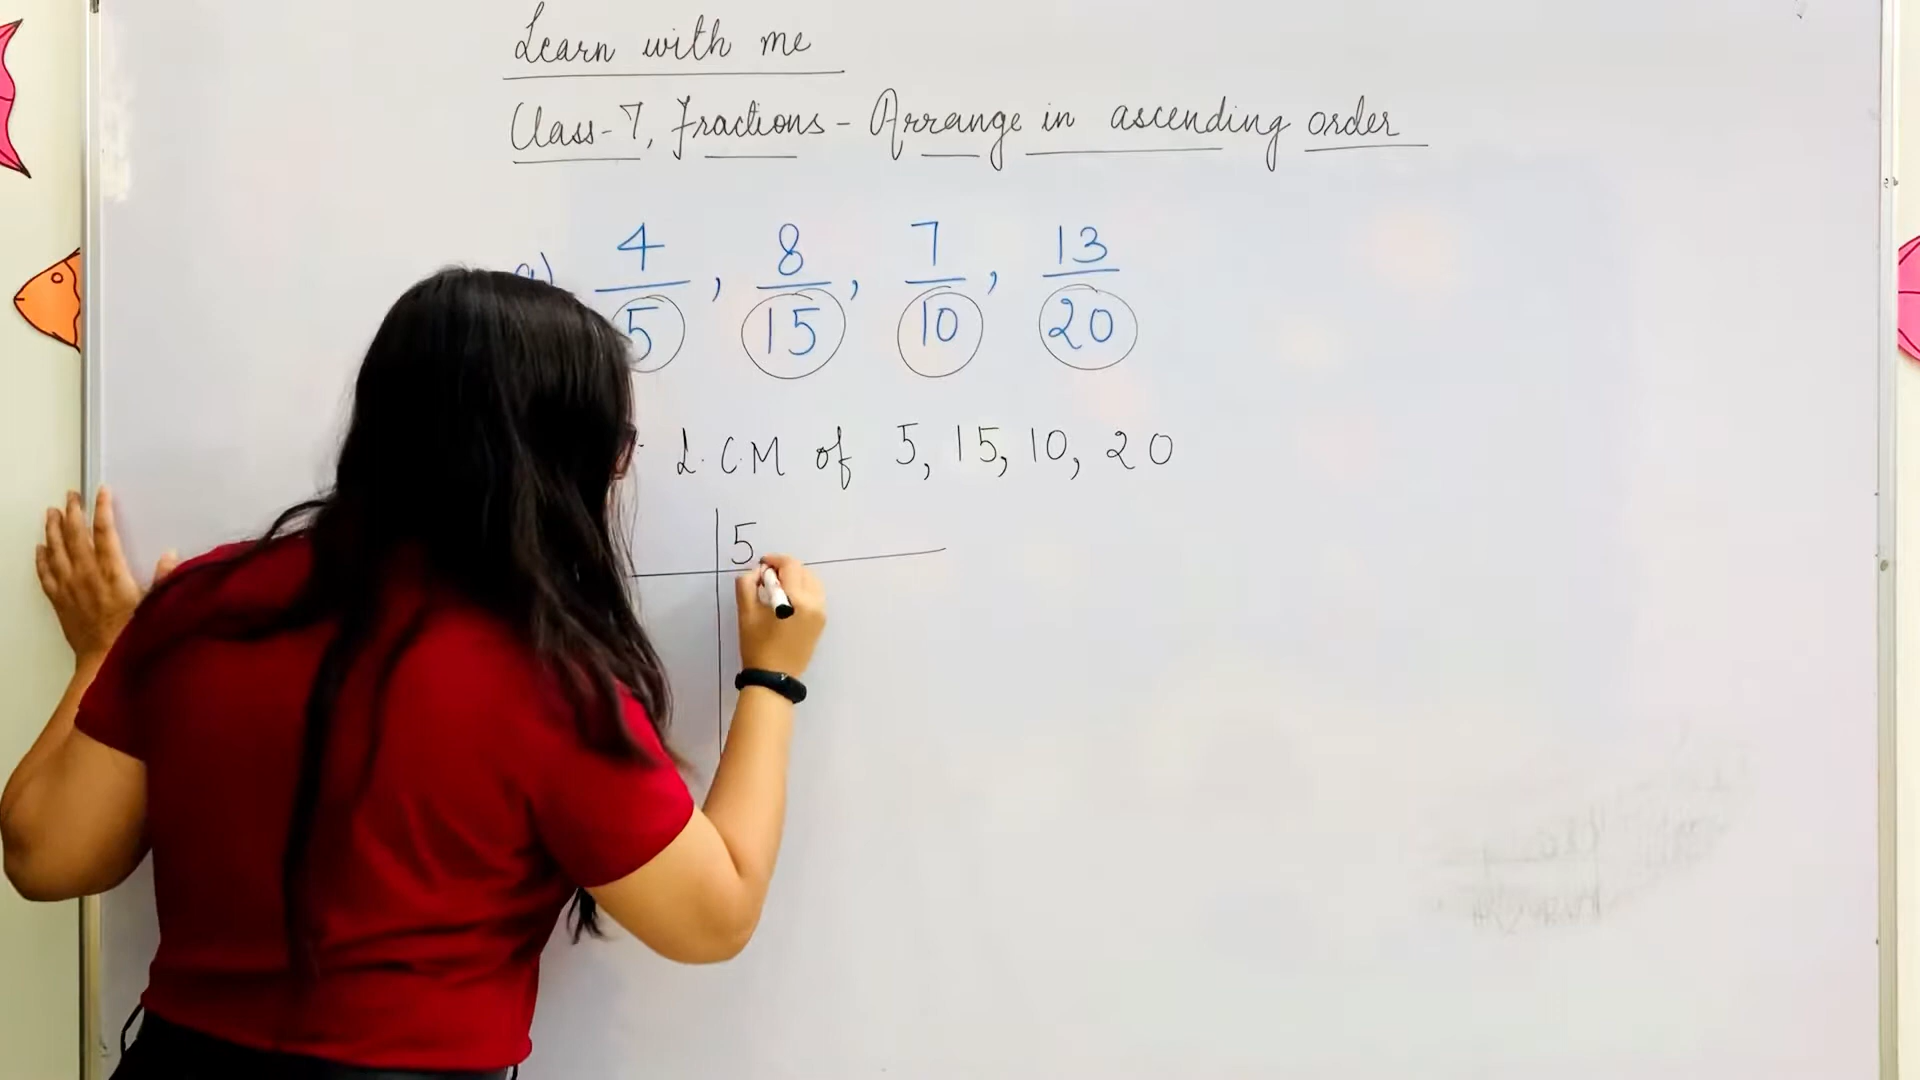 Learn with me
Class-7, Fractions - Arrange in ascending order
a) 4/5, 8/15, 7/10, 13/20
L.C.M of 5, 15, 10, 20
5